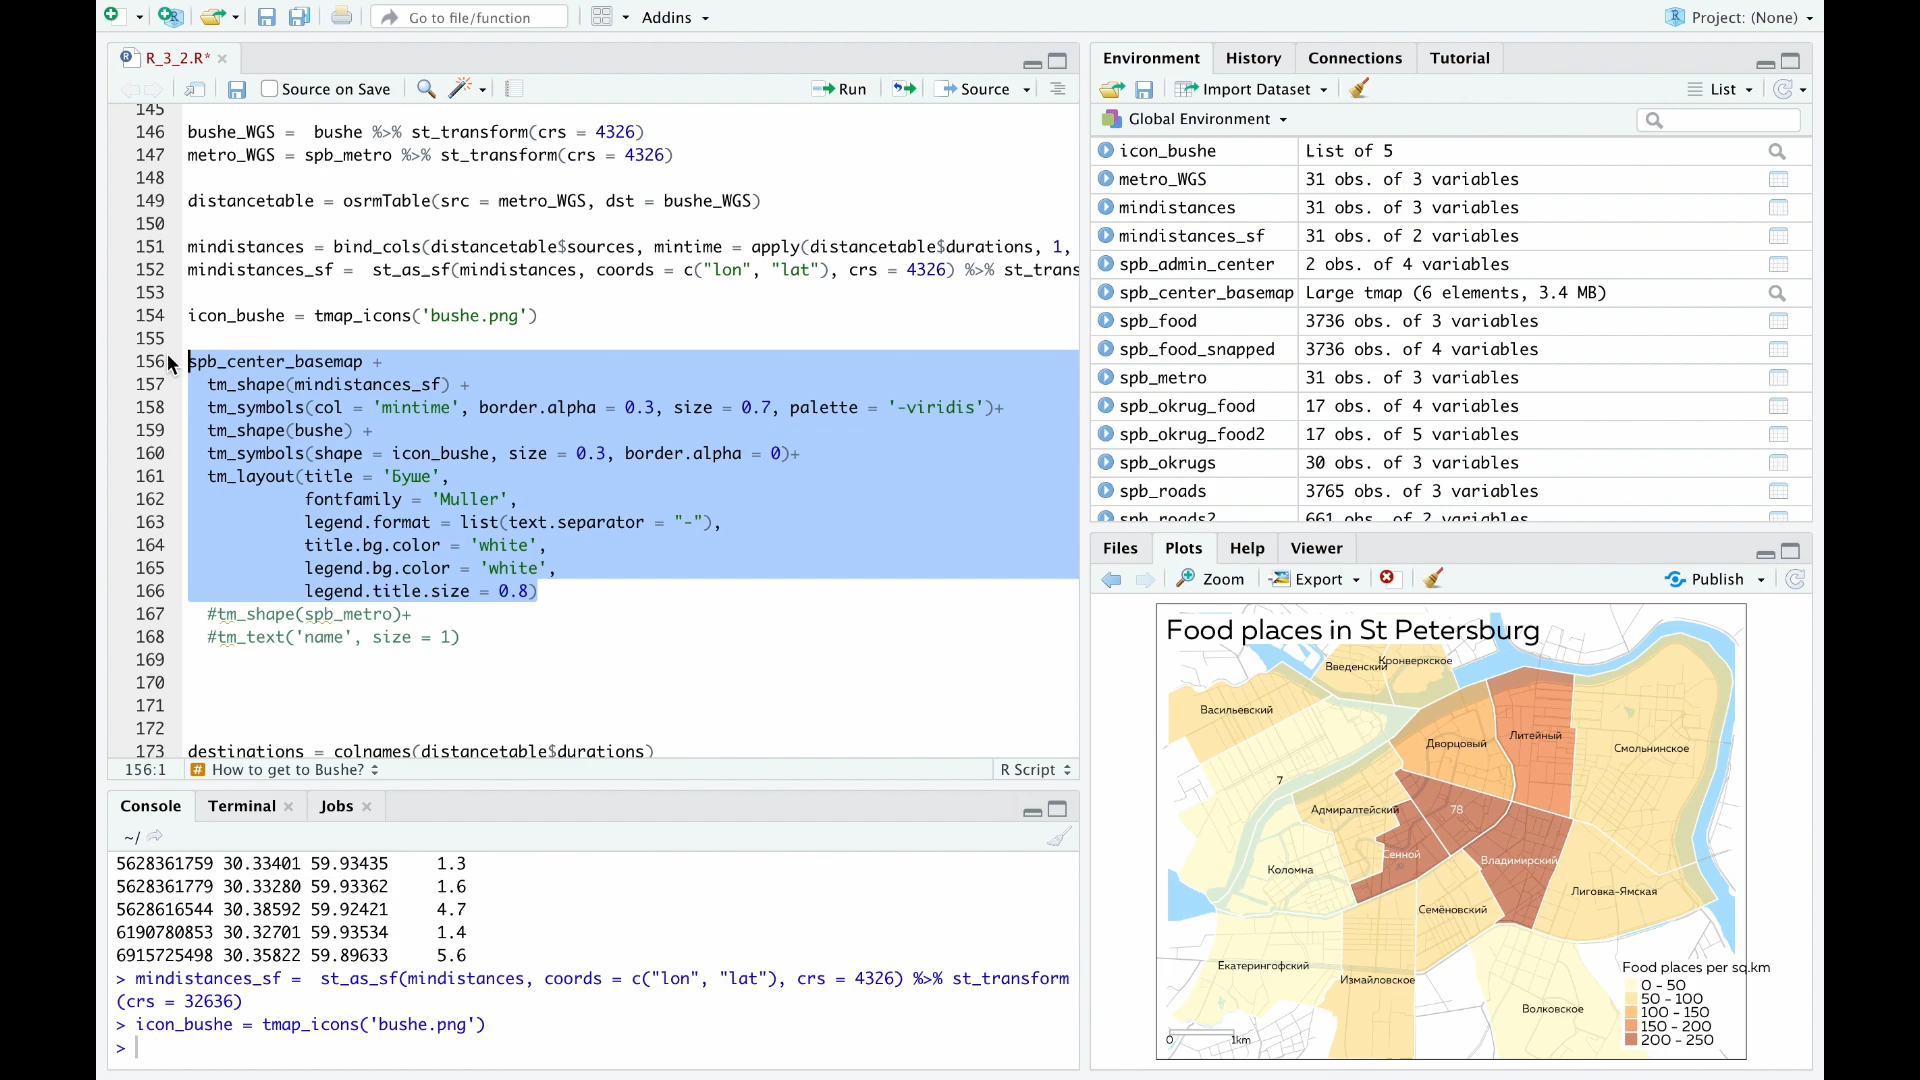 Go to file/function
Addins
Project: (None)
R_3_2.R*
Source on Save
Run
Source
145
146 bushe_WGS =  bushe %>% st_transform(crs = 4326)
147 metro_WGS = spb_metro %>% st_transform(crs = 4326)
148
149 distancetable = osrmTable(src = metro_WGS, dst = bushe_WGS)
150
151 mindistances = bind_cols(distancetable$sources, mintime = apply(distancetable$durations, 1,
152 mindistances_sf =  st_as_sf(mindistances, coords = c("lon", "lat"), crs = 4326) %>% st_trans
153
154 icon_bushe = tmap_icons('bushe.png')
155
156 spb_center_basemap +
157 tm_shape(mindistances_sf) +
158 tm_symbols(col = 'mintime', border.alpha = 0.3, size = 0.7, palette = '-viridis')+
159 tm_shape(bushe) +
160 tm_symbols(shape = icon_bushe, size = 0.3, border.alpha = 0)+
161 tm_layout(title = 'Буше',
162 fontfamily = 'Muller',
163 legend.format = list(text.separator = "-"),
164 title.bg.color = 'white',
165 legend.bg.color = 'white',
166 legend.title.size = 0.8)
167 #tm_shape(spb_metro)+
168 #tm_text('name', size = 1)
169
170
171
172
173 destinations = colnames(distancetable$durations)
156:1 How to get to Bushe? R Script
Console Terminal Jobs
~/
5628361759 30.33401 59.93435 1.3
5628361779 30.33280 59.93362 1.6
5628616544 30.38592 59.92421 4.7
6190780853 30.32701 59.93534 1.4
6915725498 30.35822 59.89633 5.6
> mindistances_sf =  st_as_sf(mindistances, coords = c("lon", "lat"), crs = 4326) %>% st_transform
(crs = 32636)
> icon_bushe = tmap_icons('bushe.png')
>
Environment History Connections Tutorial
Import Dataset List
Global Environment
icon_bushe List of 5
metro_WGS 31 obs. of 3 variables
mindistances 31 obs. of 3 variables
mindistances_sf 31 obs. of 2 variables
spb_admin_center 2 obs. of 4 variables
spb_center_basemap Large tmap (6 elements, 3.4 MB)
spb_food 3736 obs. of 3 variables
spb_food_snapped 3736 obs. of 4 variables
spb_metro 31 obs. of 3 variables
spb_okrug_food 17 obs. of 4 variables
spb_okrug_food2 17 obs. of 5 variables
spb_okrugs 30 obs. of 3 variables
spb_roads 3765 obs. of 3 variables
spb_roads2 661 obs. of 2 variables
Files Plots Help Viewer
Zoom Export Publish
Food places in St Petersburg
Введенский
Кронверкское
Васильевский
Дворцовый
Литейный
Смольнинское
7
Адмиралтейский
78
Сенной
Владимирский
Коломна
Лиговка-Ямская
Семёновский
Екатерингофский
Измайловское
Волковское
Food places per sq.km
0 - 50
50 - 100
100 - 150
150 - 200
200 - 250
0 1km